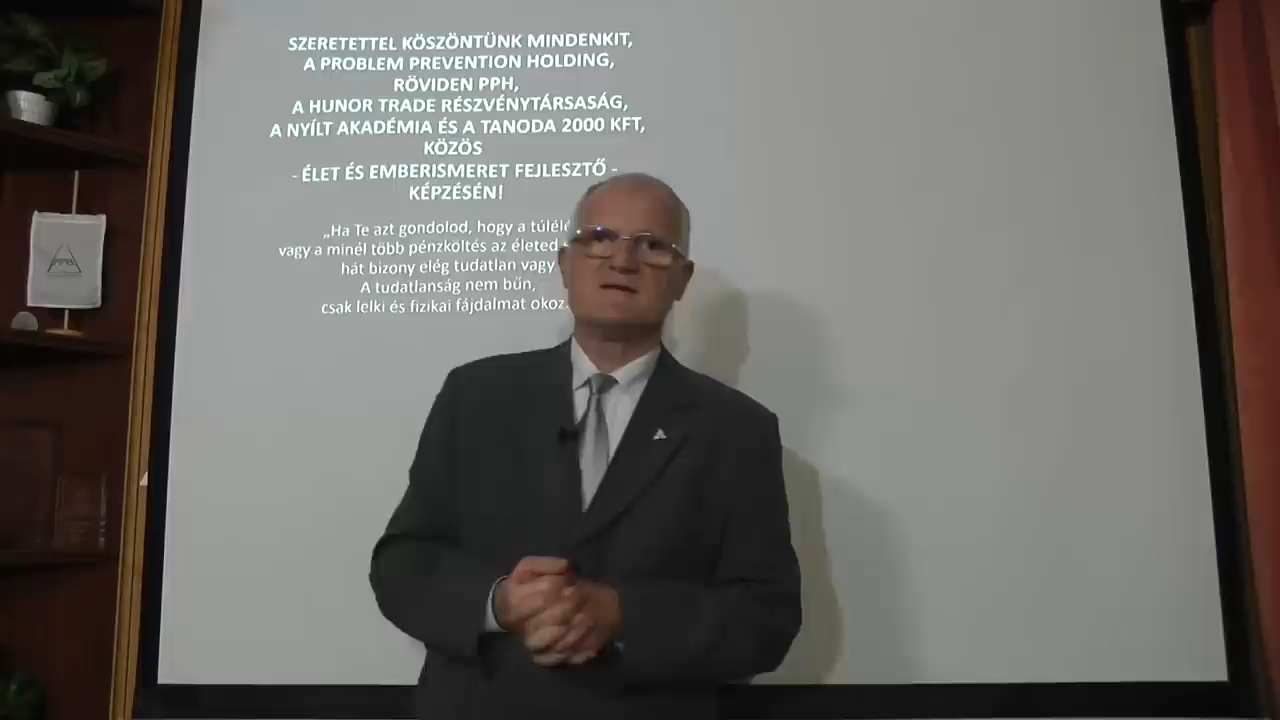 SZERETETTEL KÖSZÖNTÜNK MINDENKIT,
A PROBLEM PREVENTION HOLDING,
RÖVIDEN PPH,
A HUNOR TRADE RÉSZVÉNYTÁRSASÁG,
A NYÍLT AKADÉMIA ÉS A TANODA 2000 KFT,
KÖZÖS
- ÉLET ÉS EMBERISMERET FEJLESZTŐ -
KÉPZÉSÉN!
„Ha Te azt gondolod, hogy a
vagy a minél több pénzköltés az életed
hát bizony elég tudatlan vagy
A tudatlanság nem bűn,
csak lelki és fizikai fájdalmat okoz.